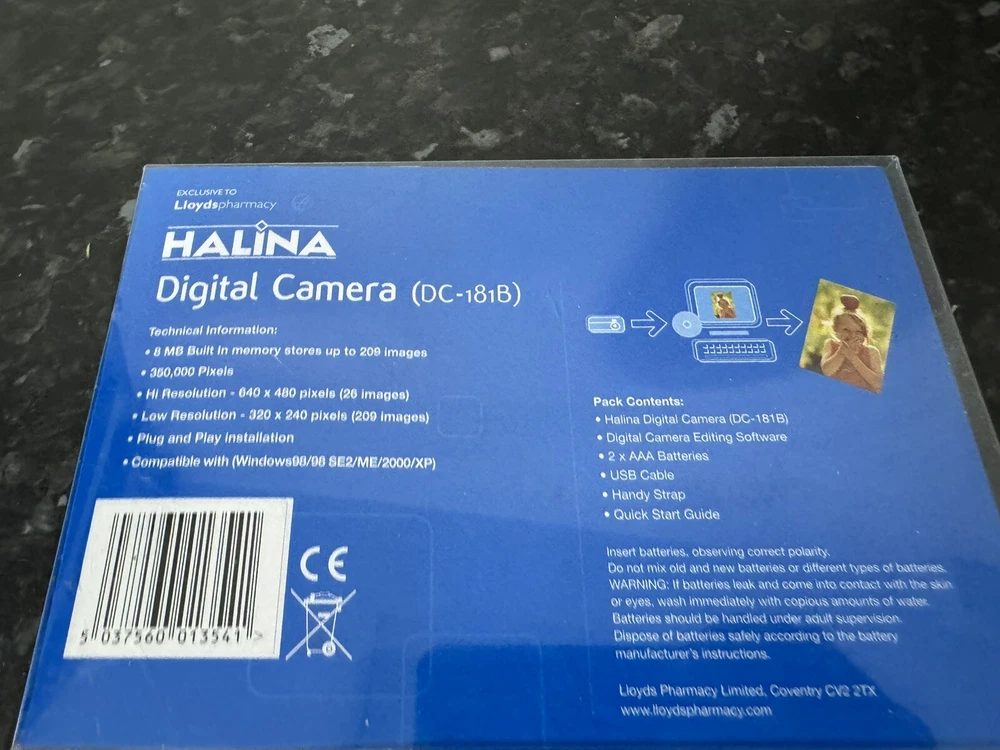 EXCLUSIVE TO
Lloydspharmacy
HALINA
Digital Camera (DC-181B)
Technical Information:
• 8 MB Built In memory stores up to 209 images
• 350,000 Pixels
• Hi Resolution - 640 x 480 pixels (26 images)
• Low Resolution - 320 x 240 pixels (209 images)
• Plug and Play installation
• Compatible with (Windows98/98 SE2/ME/2000/XP)
5 037560 013541 >
CE
Pack Contents:
• Halina Digital Camera (DC-181B)
• Digital Camera Editing Software
• 2 x AAA Batteries
• USB Cable
• Handy Strap
• Quick Start Guide
Insert batteries, observing correct polarity.
Do not mix old and new batteries or different types of batteries.
WARNING: If batteries leak and come into contact with the skin
or eyes, wash immediately with copious amounts of water.
Batteries should be handled under adult supervision.
Dispose of batteries safely according to the battery
manufacturer's instructions.
Lloyds Pharmacy Limited, Coventry CV2 2TX
www.lloydspharmacy.com